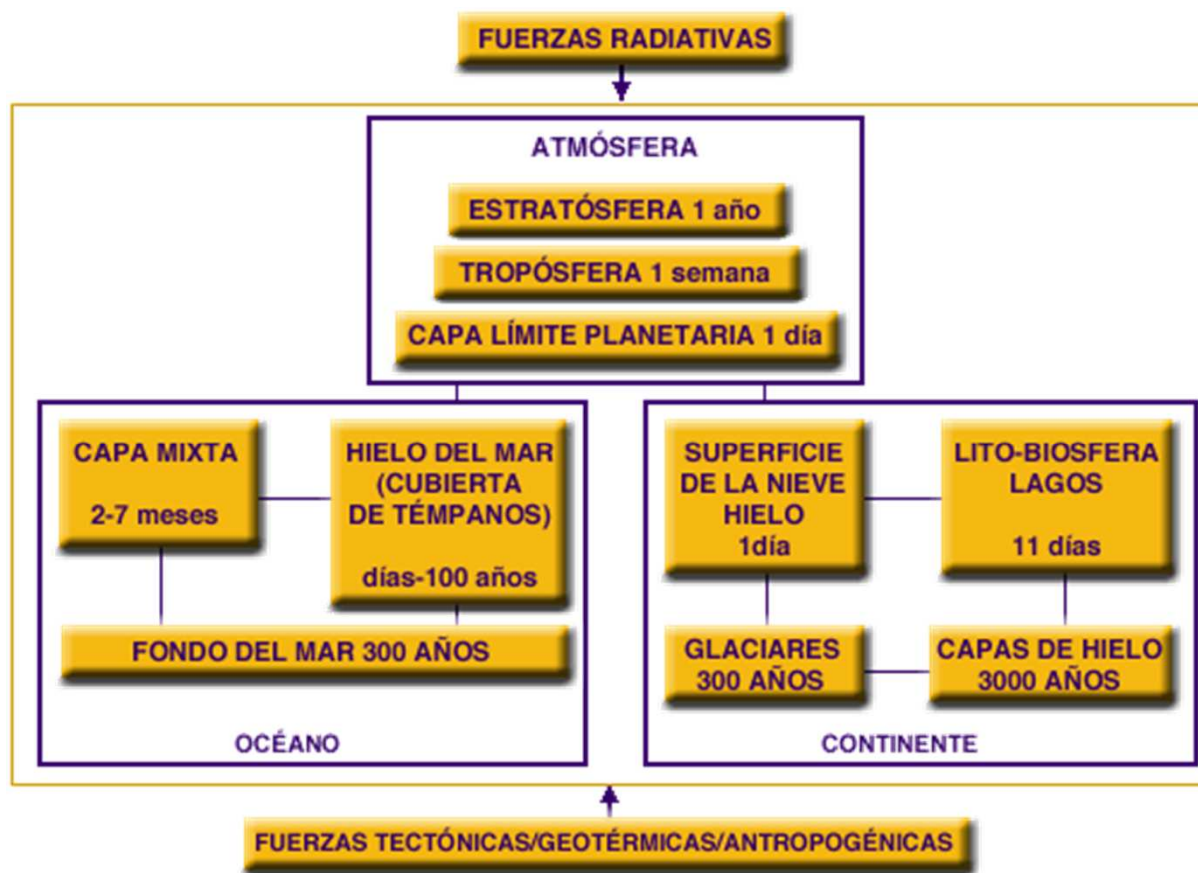 FUERZAS RADIATIVAS
ATMÓSFERA
ESTRATÓSFERA 1 año
TROPÓSFERA 1 semana
CAPA LÍMITE PLANETARIA 1 día
CAPA MIXTA
2-7 meses
HIELO DEL MAR
(CUBIERTA
DE TÉMPANOS)
días-100 años
FONDO DEL MAR 300 AÑOS
OCÉANO
SUPERFICIE
DE LA NIEVE
HIELO
1día
LITO-BIOSFERA
LAGOS
11 días
GLACIARES
300 AÑOS
CAPAS DE HIELO
3000 AÑOS
CONTINENTE
FUERZAS TECTÓNICAS/GEOTÉRMICAS/ANTROPOGÉNICAS